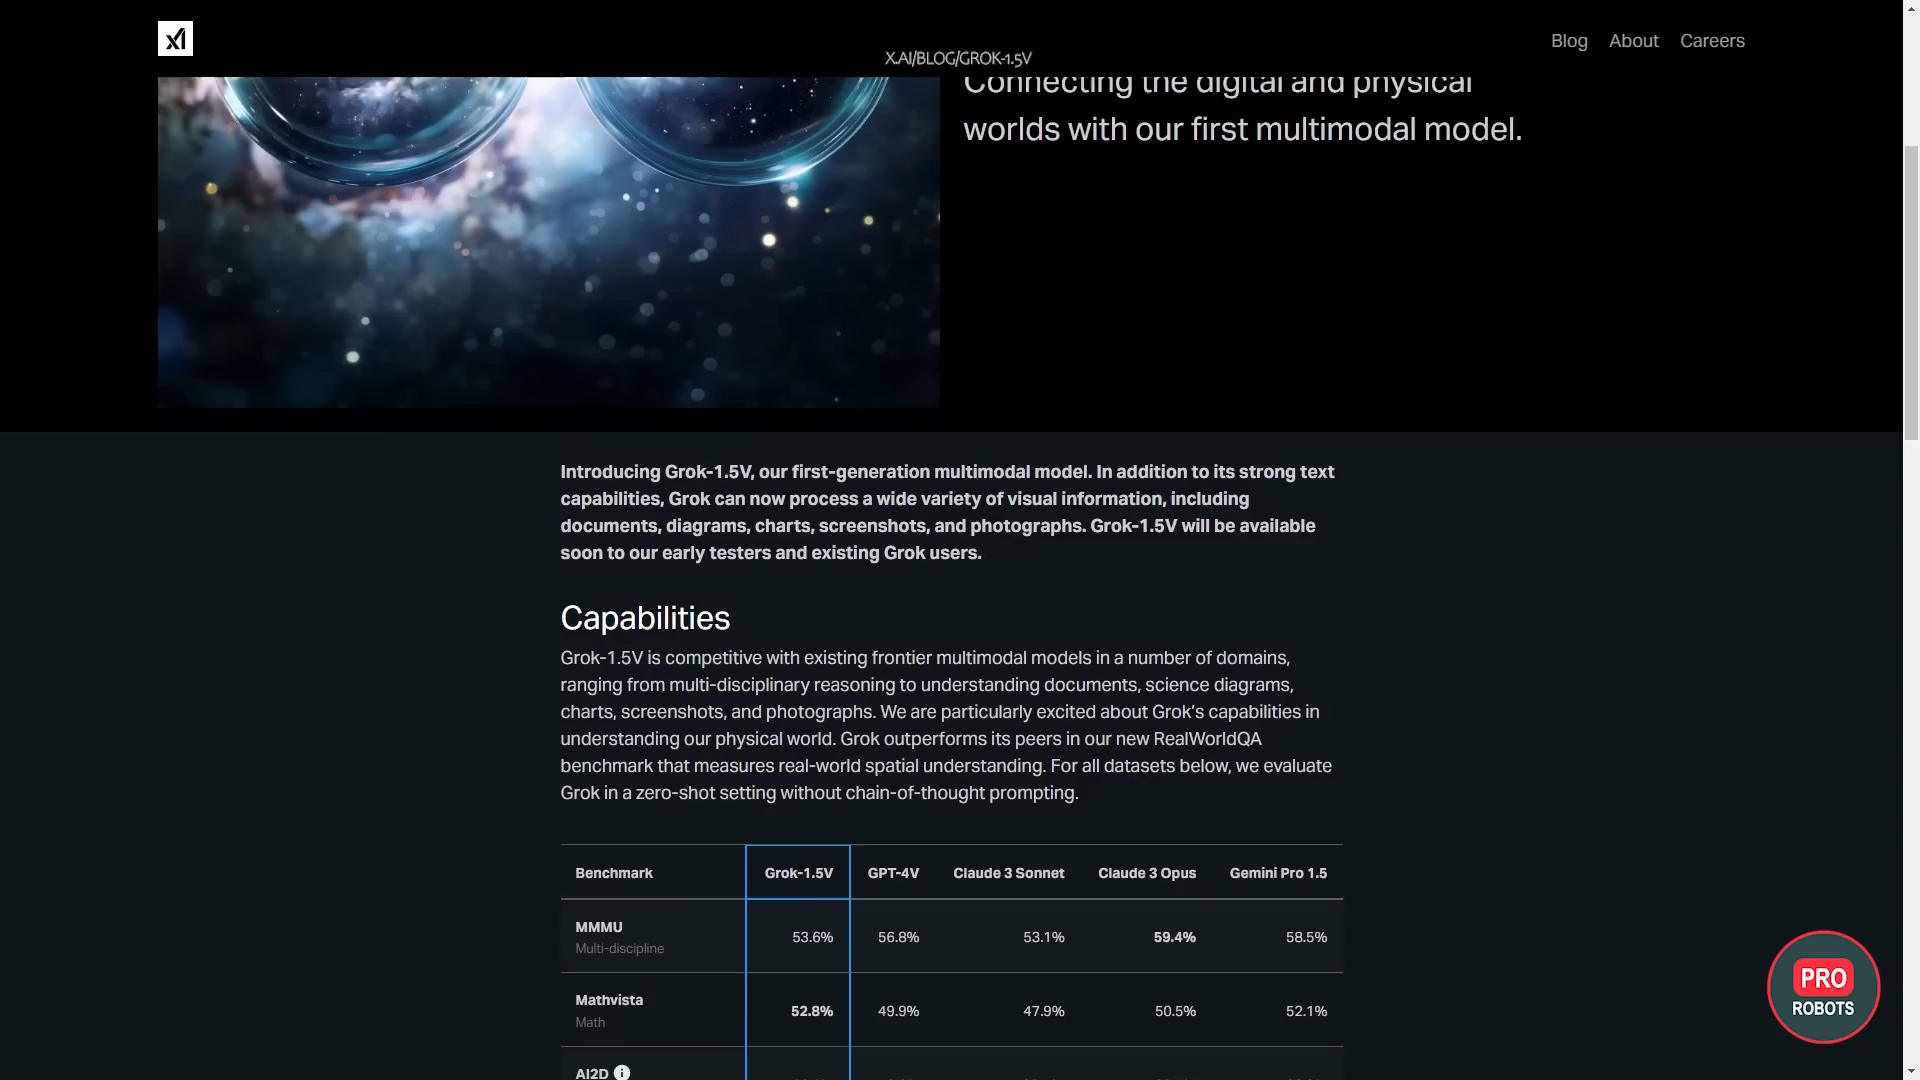 xI
X.AI/BLOG/GROK-1.5V
Blog About Careers
Connecting the digital and physical
worlds with our first multimodal model.
Introducing Grok-1.5V, our first-generation multimodal model. In addition to its strong text
capabilities, Grok can now process a wide variety of visual information, including
documents, diagrams, charts, screenshots, and photographs. Grok-1.5V will be available
soon to our early testers and existing Grok users.
Capabilities
Grok-1.5V is competitive with existing frontier multimodal models in a number of domains,
ranging from multi-disciplinary reasoning to understanding documents, science diagrams,
charts, screenshots, and photographs. We are particularly excited about Grok’s capabilities in
understanding our physical world. Grok outperforms its peers in our new RealWorldQA
benchmark that measures real-world spatial understanding. For all datasets below, we evaluate
Grok in a zero-shot setting without chain-of-thought prompting.
Benchmark Grok-1.5V GPT-4V Claude 3 Sonnet Claude 3 Opus Gemini Pro 1.5
MMMU
Multi-discipline
53.6% 56.8% 53.1% 59.4% 58.5%
Mathvista
Math
52.8% 49.9% 47.9% 50.5% 52.1%
AI2D
PRO
ROBOTS